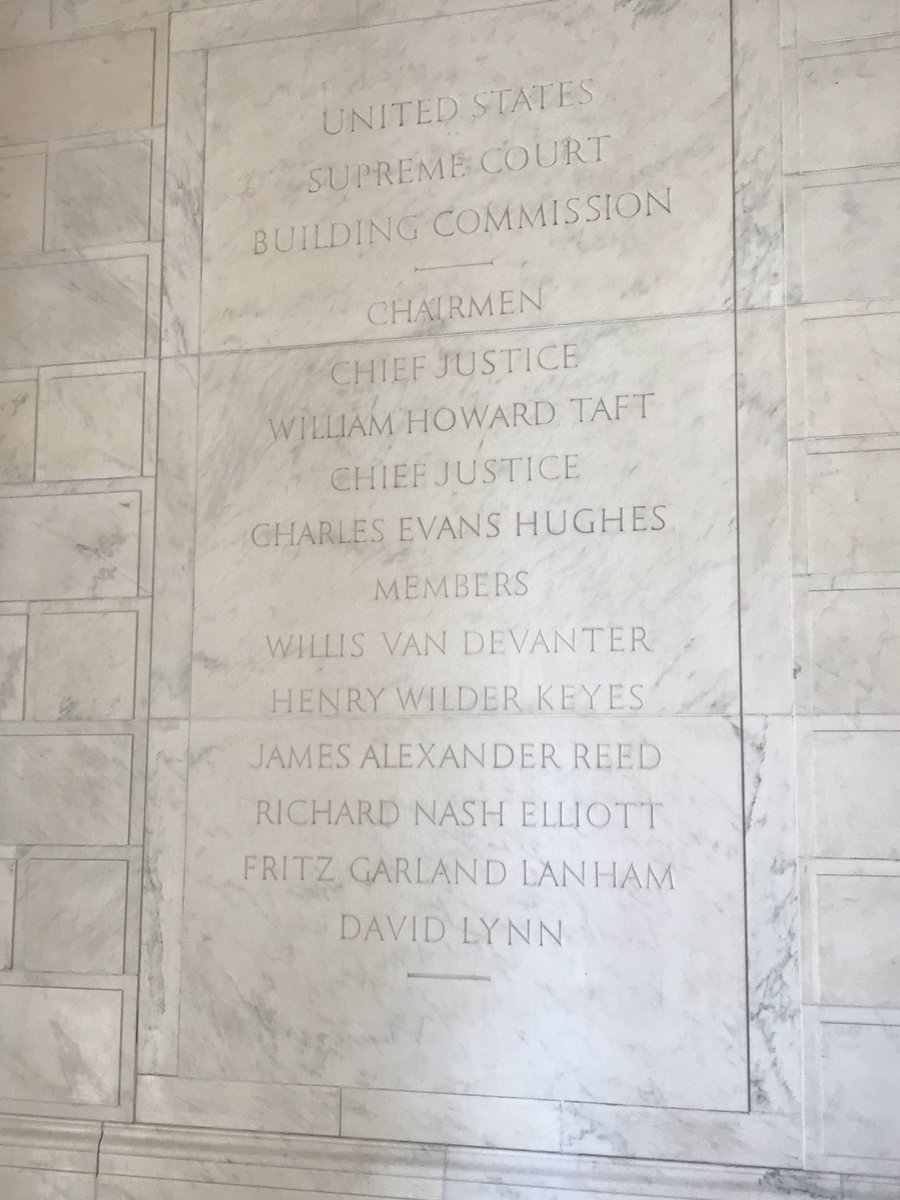 UNITED STATES
SUPREME COURT
BUILDING COMMISSION
CHAIRMEN
CHIEF JUSTICE
WILLIAM HOWARD TAFT
CHIEF JUSTICE
CHARLES EVANS HUGHES
MEMBERS
WILLIS VAN DEVANTER
HENRY WILDER KEYES
JAMES ALEXANDER REED
RICHARD NASH ELLIOTT
FRITZ GARLAND LANHAM
DAVID LYNN